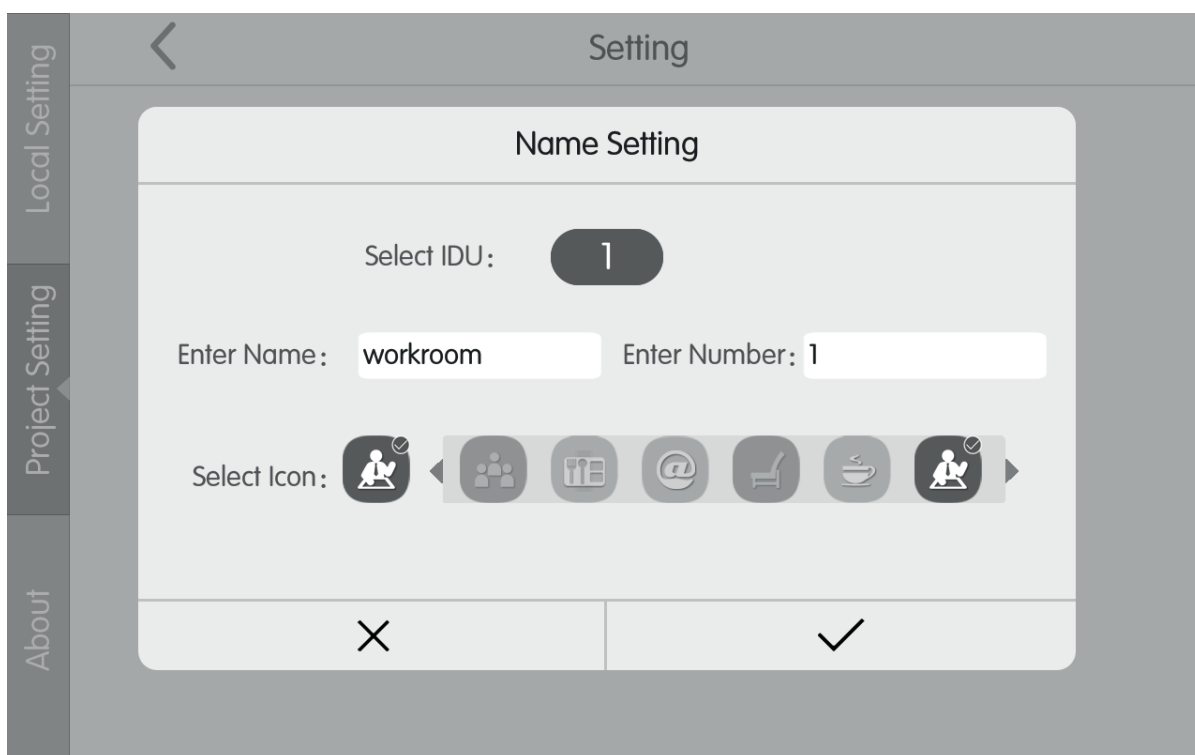 Local Setting
Project Setting
About
Setting
Name Setting
Select IDU: 1
Enter Name: workroom Enter Number: 1
Select Icon: @